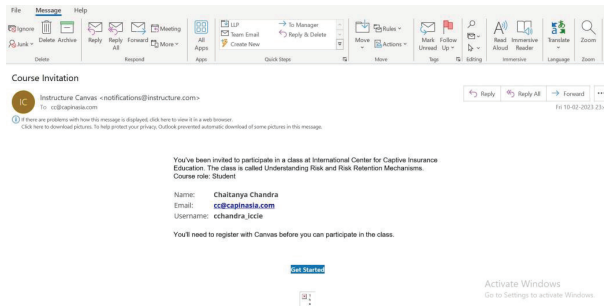 File Message Help
Ignore
Junk
Delete Archive
Reply Reply All Forward
Meeting
More
All Apps
LLP
Team Email
Create New
To Manager
Reply & Delete
Move
Rules
Actions
Mark Unread Follow Up
Read Aloud Immersive Reader
Translate
Zoom
Delete Respond Apps Quick Steps Move Tags Editing Immersive Language Zoom
Course Invitation
IC
Instructure Canvas <notifications@instructure.com>
To cc@capinasia.com
Reply Reply All Forward
Fri 10-02-2023 23:
If there are problems with how this message is displayed, click here to view it in a web browser.
Click here to download pictures. To help protect your privacy, Outlook prevented automatic download of some pictures in this message.
You've been invited to participate in a class at International Center for Captive Insurance
Education. The class is called Understanding Risk and Risk Retention Mechanisms.
Course role: Student
Name: Chaitanya Chandra
Email: cc@capinasia.com
Username: cchandra_iccie
You'll need to register with Canvas before you can participate in the class.
Get Started
Activate Windows
Go to Settings to activate Windows.